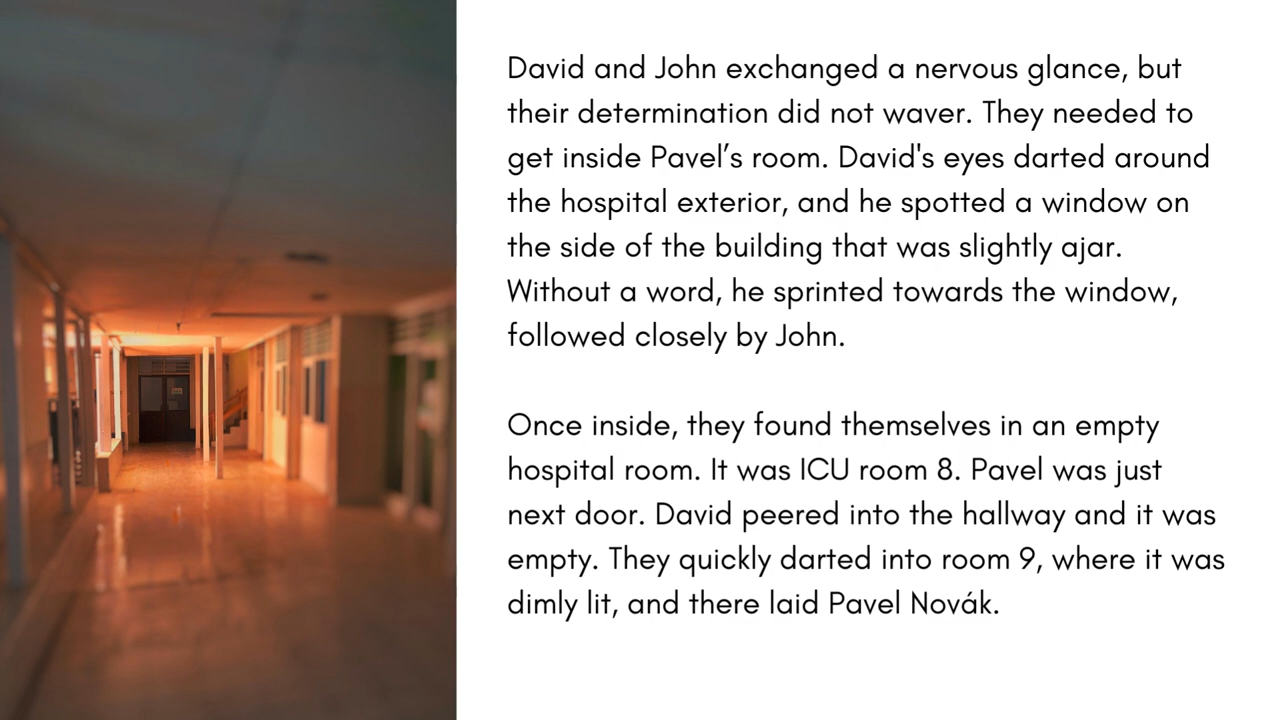 David and John exchanged a nervous glance, but
their determination did not waver. They needed to
get inside Pavel’s room. David's eyes darted around
the hospital exterior, and he spotted a window on
the side of the building that was slightly ajar.
Without a word, he sprinted towards the window,
followed closely by John.
Once inside, they found themselves in an empty
hospital room. It was ICU room 8. Pavel was just
next door. David peered into the hallway and it was
empty. They quickly darted into room 9, where it was
dimly lit, and there laid Pavel Novák.